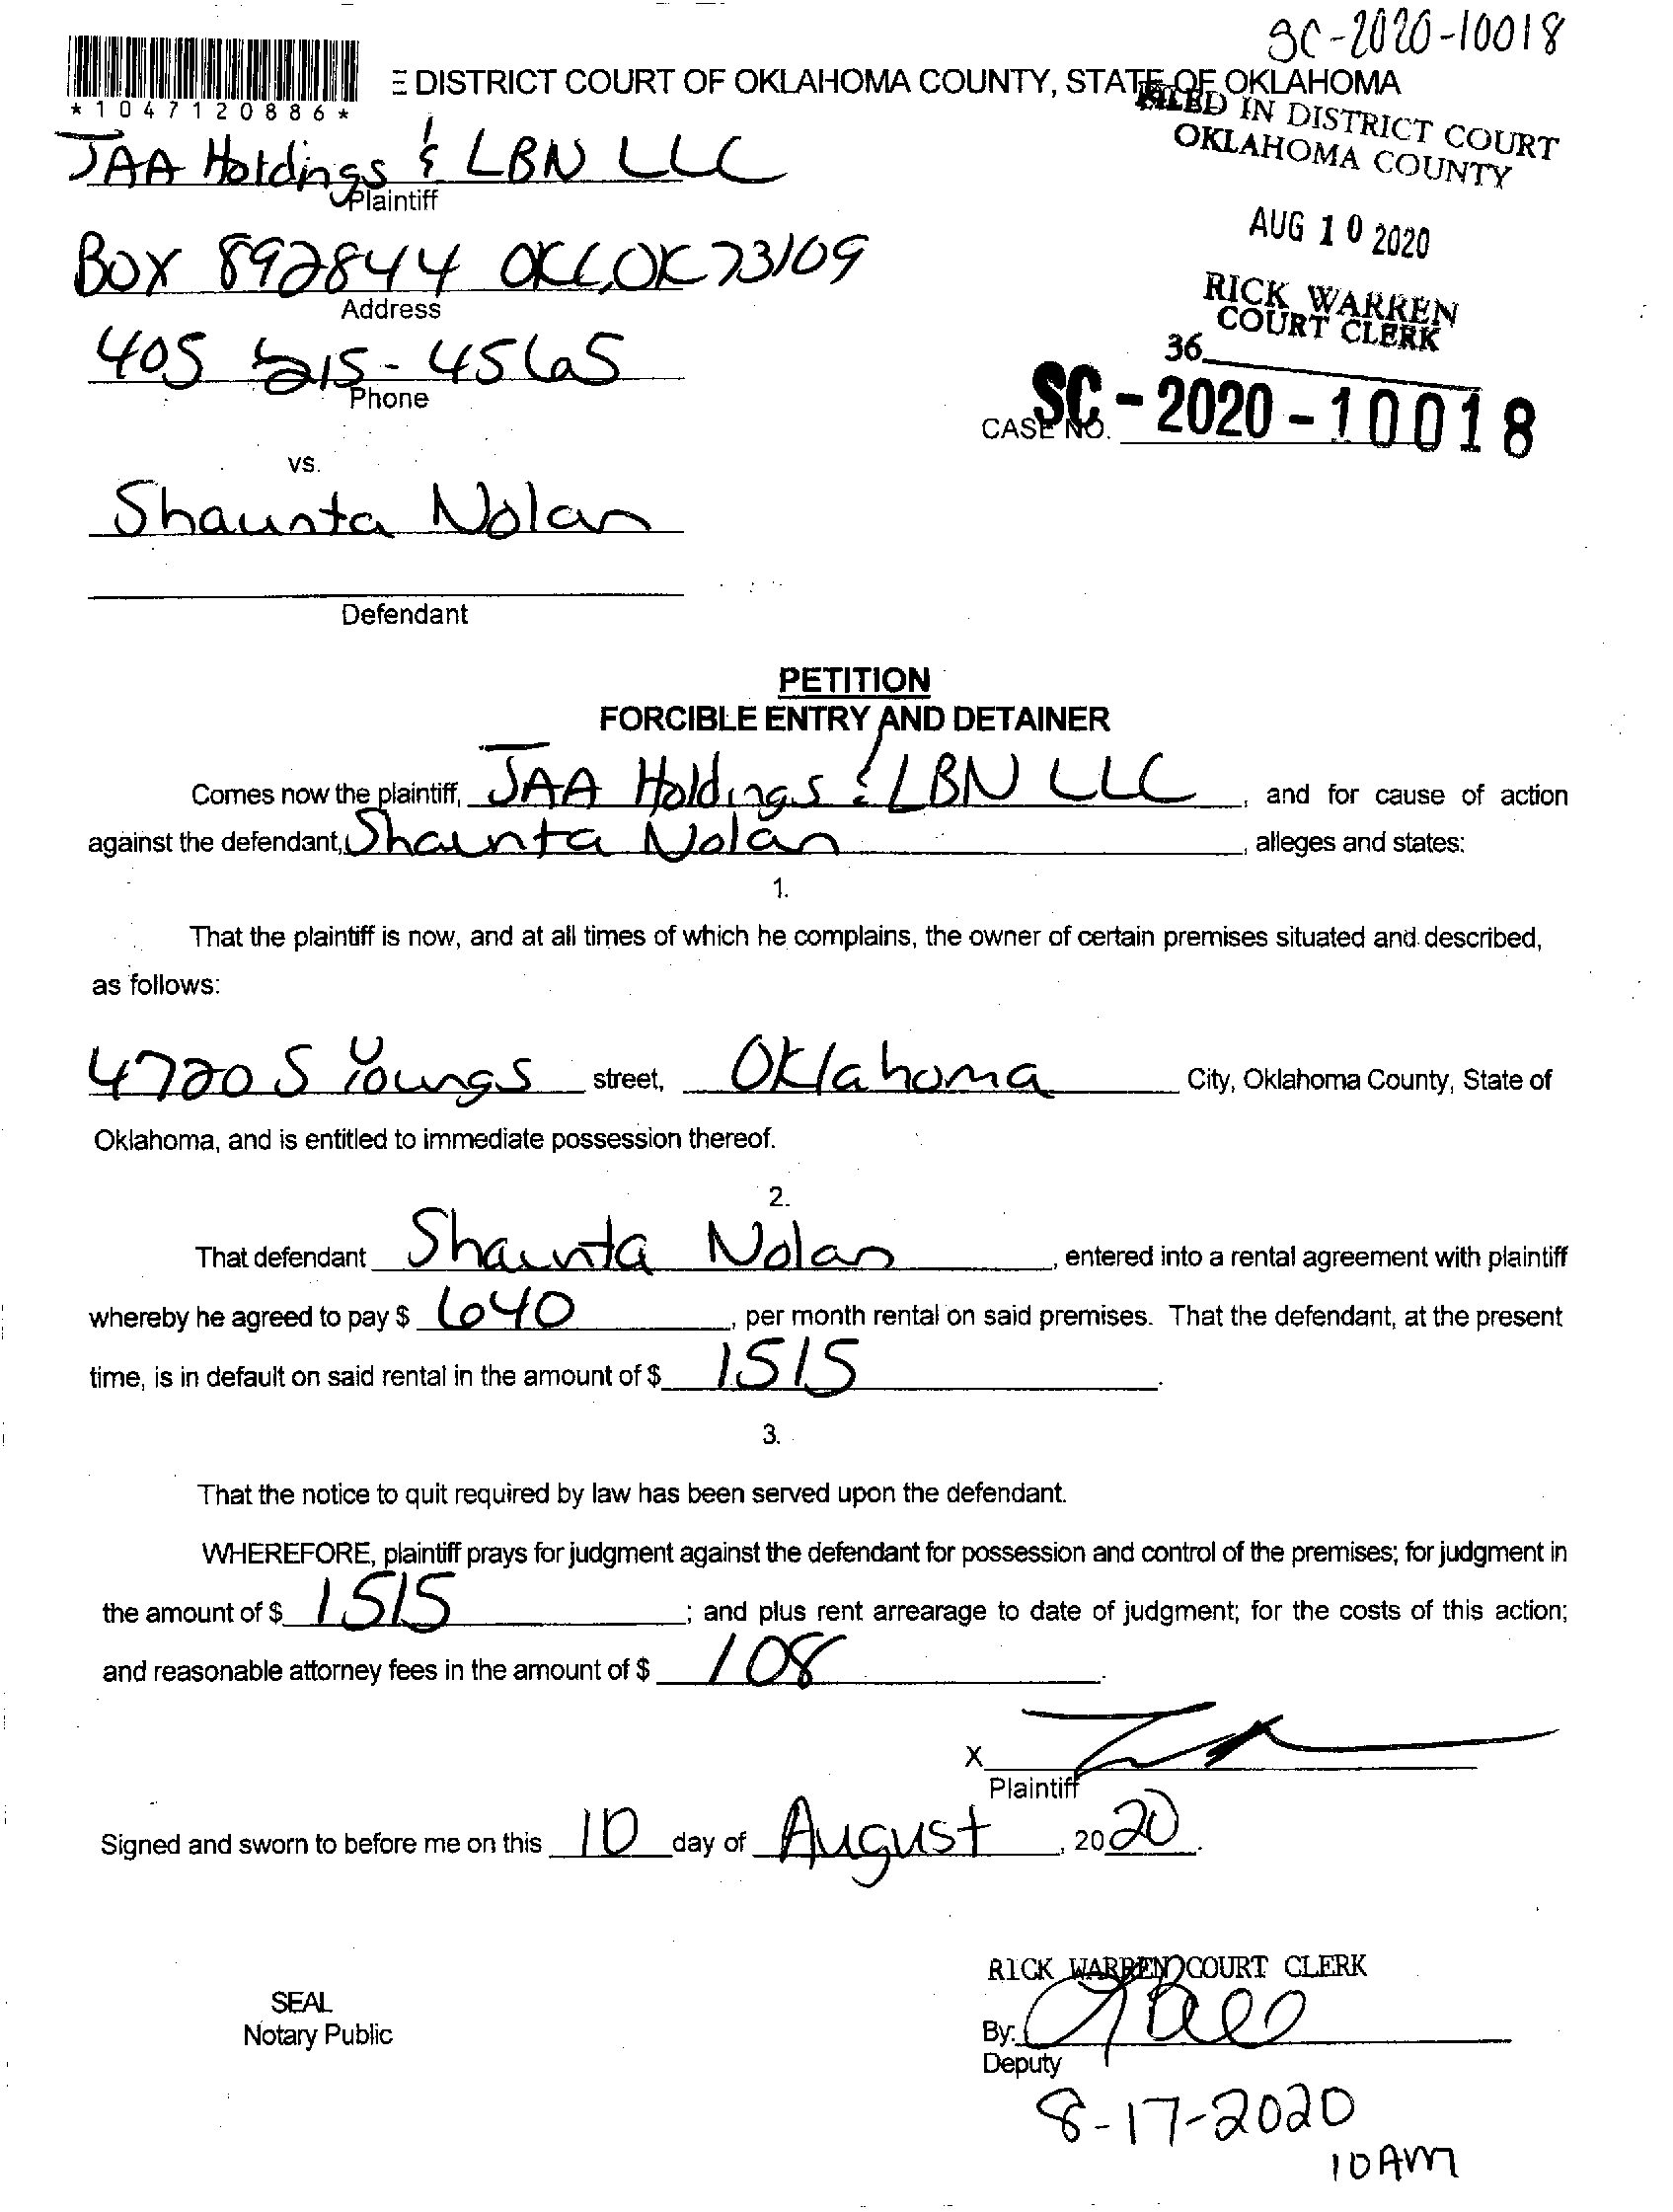 SC-2020-10018
E DISTRICT COURT OF OKLAHOMA COUNTY, STATE OF OKLAHOMA
*1047120886*
FILED IN DISTRICT COURT
OKLAHOMA COUNTY
JAA Holdings & LBN LLC
Plaintiff
AUG 10 2020
Box 892844 OKC, OK 73109
Address
RICK WARREN
COURT CLERK
405 215-4565
Phone
36
CASE NO. SC-2020-10018
vs.
Shaunta Nolan
Defendant
PETITION
FORCIBLE ENTRY AND DETAINER
Comes now the plaintiff, JAA Holdings & LBN LLC, and for cause of action
against the defendant, Shaunta Nolan, alleges and states:
1.
That the plaintiff is now, and at all times of which he complains, the owner of certain premises situated and described,
as follows:
4720 S Youngs street, Oklahoma City, Oklahoma County, State of
Oklahoma, and is entitled to immediate possession thereof.
2.
That defendant Shaunta Nolan, entered into a rental agreement with plaintiff
whereby he agreed to pay $ 640, per month rental on said premises. That the defendant, at the present
time, is in default on said rental in the amount of $ 1515.
3.
That the notice to quit required by law has been served upon the defendant.
WHEREFORE, plaintiff prays for judgment against the defendant for possession and control of the premises; for judgment in
the amount of $ 1515; and plus rent arrearage to date of judgment; for the costs of this action;
and reasonable attorney fees in the amount of $ 108.
X
Plaintiff
Signed and sworn to before me on this 10 day of August, 2020.
RICK WARREN COURT CLERK
SEAL
Notary Public
By:
Deputy
8-17-2020
10AM